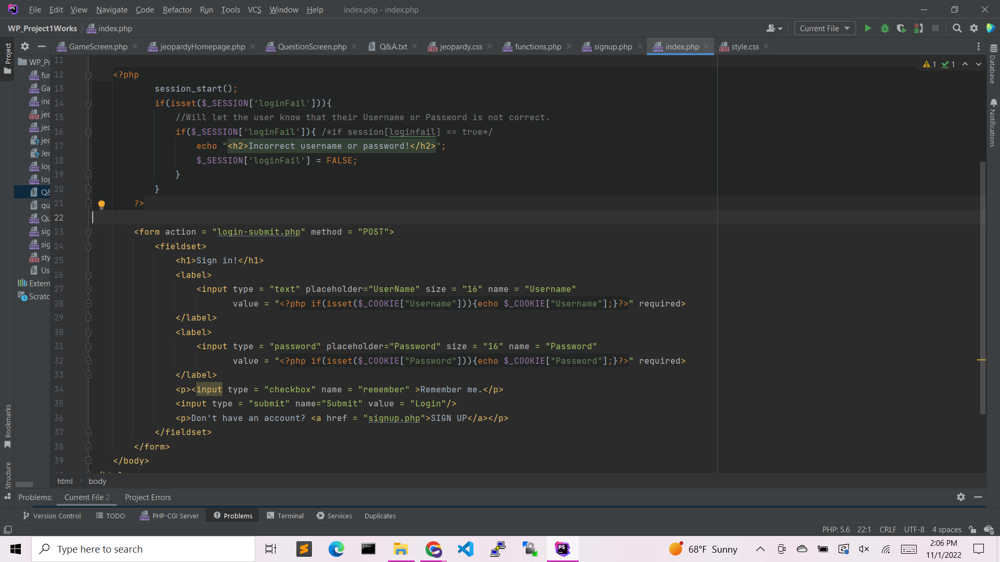 File Edit View Navigate Code Refactor Run Tools VCS Window Help index.php - index.php
WP_Project1Works index.php Current File
Project
GameScreen.php jeopardyHomepage.php QuestionScreen.php Q&A.txt jeopardy.css functions.php signup.php index.php style.css
WP_Pr
fur
Ga
ind
jec
jec
jec
Jec
log
log
Q&
qu
Qu
sig
sig
sty
Us
Extern
Scratc
1 1
11
12 <?php
13 session_start();
14 if(isset($_SESSION['loginFail'])){
15 //Will let the user know that their Username or Password is not correct.
16 if($_SESSION['loginFail']){ /*if session[loginfail] == true*/
17 echo "<h2>Incorrect username or password!</h2>";
18 $_SESSION['loginFail'] = FALSE;
19 }
20 }
21 ?>
22
23 <form action = "login-submit.php" method = "POST">
24 <fieldset>
25 <h1>Sign in!</h1>
26 <label>
27 <input type = "text" placeholder="UserName" size = "16" name = "Username"
28 value = "<?php if(isset($_COOKIE["Username"])){echo $_COOKIE["Username"];}?>" required>
29 </label>
30 <label>
31 <input type = "password" placeholder="Password" size = "16" name = "Password"
32 value = "<?php if(isset($_COOKIE["Password"])){echo $_COOKIE["Password"];}?>" required>
33 </label>
34 <p><input type = "checkbox" name = "remember" >Remember me.</p>
35 <input type = "submit" name="Submit" value = "Login"/>
36 <p>Don't have an account? <a href = "signup.php">SIGN UP</a></p>
37 </fieldset>
38 </form>
39 </body>
Database
Notifications
Bookmarks
Structure
html body
Problems: Current File 2 Project Errors
Version Control TODO PHP-CGI Server Problems Terminal Services Duplicates
PHP: 5.6 22:1 CRLF UTF-8 4 spaces
Type here to search
68°F Sunny
2:06 PM
11/1/2022